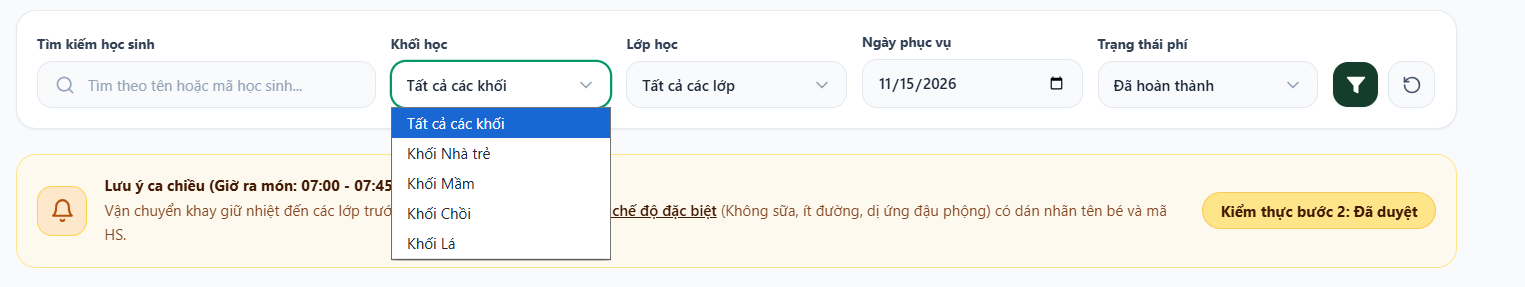 Tìm kiếm học sinh
Tìm theo tên hoặc mã học sinh...
Khối học
Tất cả các khối
Tất cả các khối
Khối Nhà trẻ
Khối Mầm
Khối Chồi
Khối Lá
Lớp học
Tất cả các lớp
Ngày phục vụ
11/15/2026
Trạng thái phí
Đã hoàn thành
Lưu ý ca chiều (Giờ ra món: 07:00 - 07:45
Vận chuyển khay giữ nhiệt đến các lớp trướ chế độ đặc biệt (Không sữa, ít đường, dị ứng đậu phộng) có dán nhãn tên bé và mã
HS.
Kiểm thực bước 2: Đã duyệt